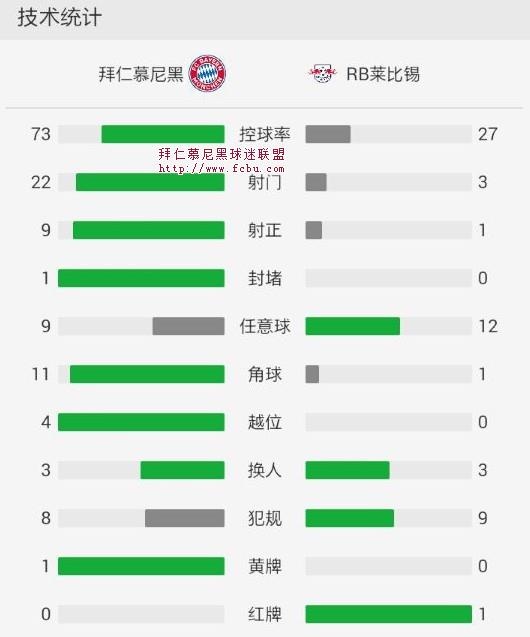 技术统计
拜仁慕尼黑 FC BAYERN MÜNCHEN RB莱比锡
73 控球率 27
拜仁慕尼黑球迷联盟
http://www.fcbu.com
22 射门 3
9 射正 1
1 封堵 0
9 任意球 12
11 角球 1
4 越位 0
3 换人 3
8 犯规 9
1 黄牌 0
0 红牌 1